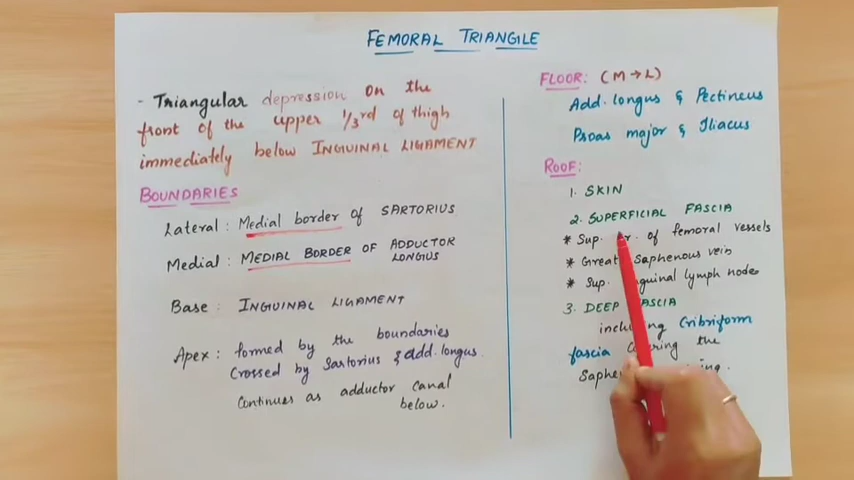 FEMORAL TRIANGLE
- Triangular depression on the
front of the upper 1/3rd of thigh
immediately below INGUINAL LIGAMENT
BOUNDARIES
Lateral : Medial border of SARTORIUS
Medial : MEDIAL BORDER OF ADDUCTOR
LONGUS
Base : INGUINAL LIGAMENT
Apex : formed by the boundaries
Crossed by Sartorius & add. longus.
Continues as adductor canal
below.
FLOOR: (M→L)
Add. longus & Pectineus
Psoas major & Iliacus
ROOF:
1. SKIN
2. SUPERFICIAL FASCIA
* Sup. of femoral vessels
* Great Saphenous vein
* Sup. lymph nodes
3. DEEP FASCIA
including Cribriform
fascia the